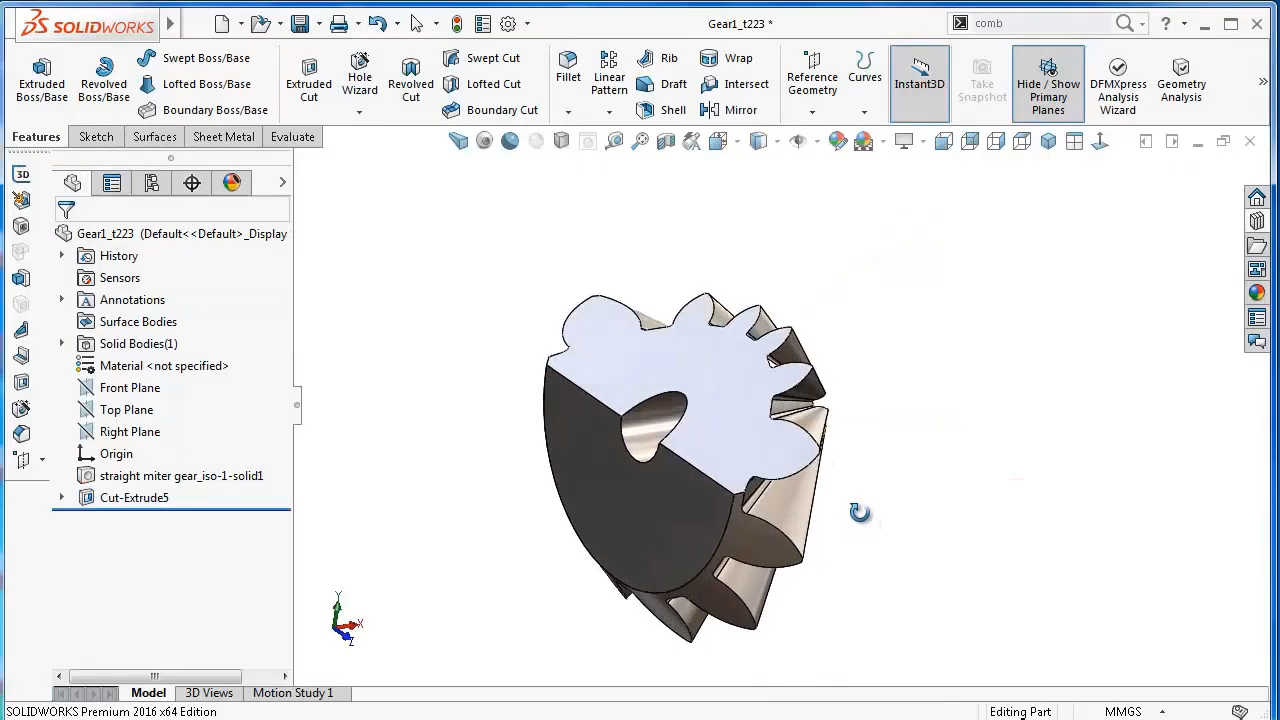 SOLIDWORKS
Gear1_t223 *
comb
Extruded Boss/Base
Revolved Boss/Base
Swept Boss/Base
Lofted Boss/Base
Boundary Boss/Base
Extruded Cut
Hole Wizard
Revolved Cut
Swept Cut
Lofted Cut
Boundary Cut
Fillet
Linear Pattern
Rib
Draft
Shell
Wrap
Intersect
Mirror
Reference Geometry
Curves
Instant3D
Take Snapshot
Hide / Show Primary Planes
DFMXpress Analysis Wizard
Geometry Analysis
Features
Sketch
Surfaces
Sheet Metal
Evaluate
3D
Gear1_t223 (Default<<Default>_Display
History
Sensors
Annotations
Surface Bodies
Solid Bodies(1)
Material <not specified>
Front Plane
Top Plane
Right Plane
Origin
straight miter gear_iso-1-solid1
Cut-Extrude5
Y
X
Z
Model
3D Views
Motion Study 1
SOLIDWORKS Premium 2016 x64 Edition
Editing Part
MMGS